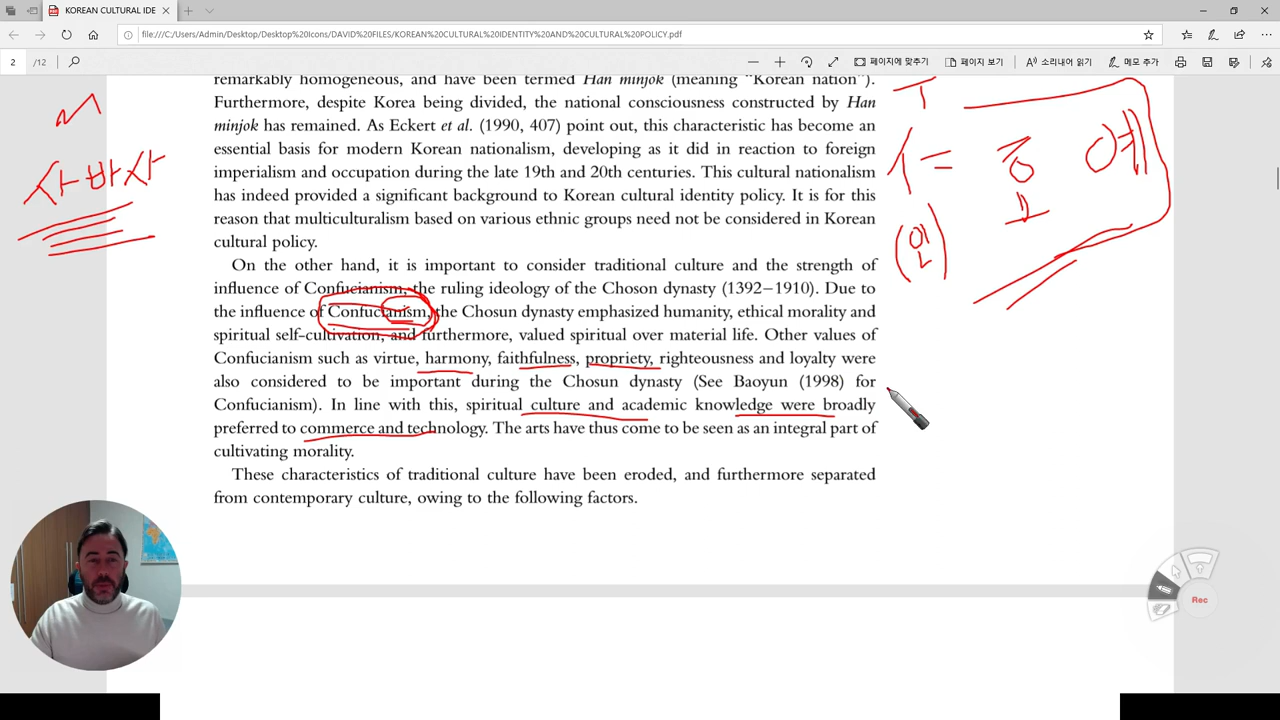 KOREAN CULTURAL IDE
file:///C:/Users/Admin/Desktop/Desktop%20Icons/DAVID%20FILES/KOREAN%20CULTURAL%20IDENTITY%20AND%20CULTURAL%20POLICY.pdf
2 /12
페이지에 맞추기
페이지 보기
소리내어 읽기
메모 추가
remarkably homogeneous, and have been termed Han minjok (meaning “Korean nation”).
Furthermore, despite Korea being divided, the national consciousness constructed by Han
minjok has remained. As Eckert et al. (1990, 407) point out, this characteristic has become an
essential basis for modern Korean nationalism, developing as it did in reaction to foreign
imperialism and occupation during the late 19th and 20th centuries. This cultural nationalism
has indeed provided a significant background to Korean cultural identity policy. It is for this
reason that multiculturalism based on various ethnic groups need not be considered in Korean
cultural policy.
On the other hand, it is important to consider traditional culture and the strength of
influence of Confucianism, the ruling ideology of the Choson dynasty (1392–1910). Due to
the influence of Confucianism, the Chosun dynasty emphasized humanity, ethical morality and
spiritual self-cultivation, and furthermore, valued spiritual over material life. Other values of
Confucianism such as virtue, harmony, faithfulness, propriety, righteousness and loyalty were
also considered to be important during the Chosun dynasty (See Baoyun (1998) for
Confucianism). In line with this, spiritual culture and academic knowledge were broadly
preferred to commerce and technology. The arts have thus come to be seen as an integral part of
cultivating morality.
These characteristics of traditional culture have been eroded, and furthermore separated
from contemporary culture, owing to the following factors.
사바사
Rec